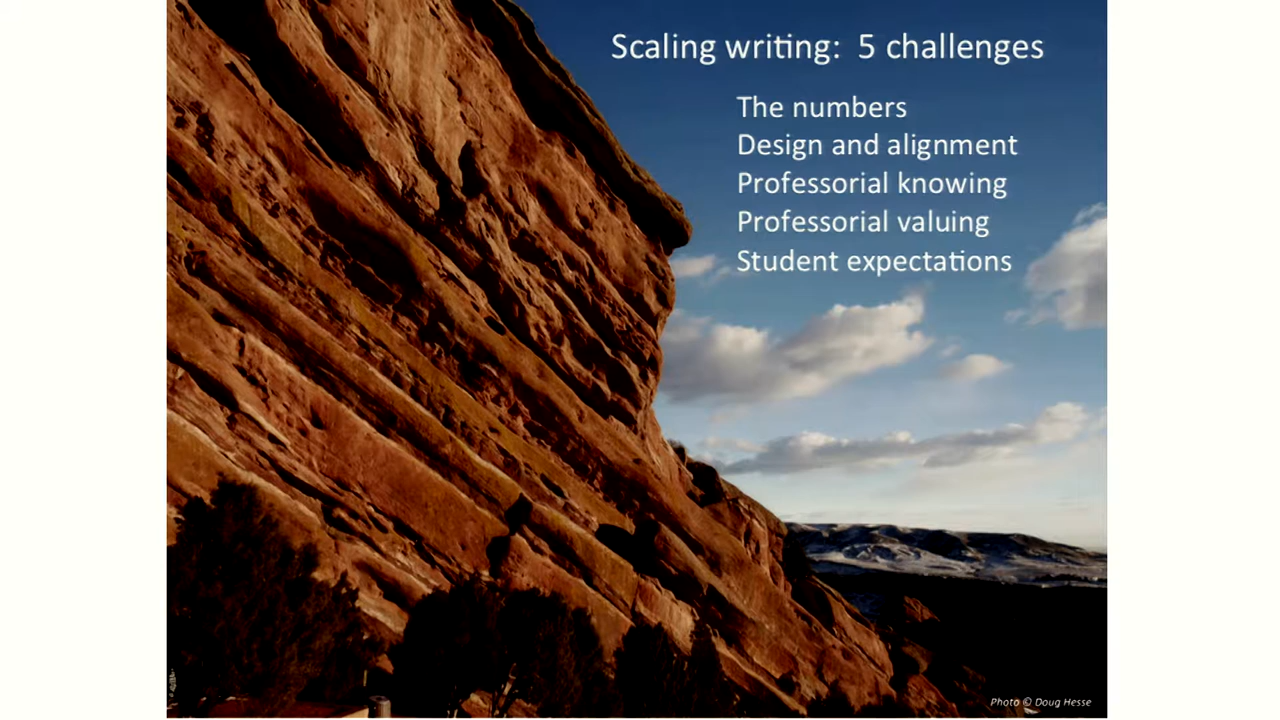 Scaling writing:  5 challenges
The numbers
Design and alignment
Professorial knowing
Professorial valuing
Student expectations
Photo © Doug Hesse